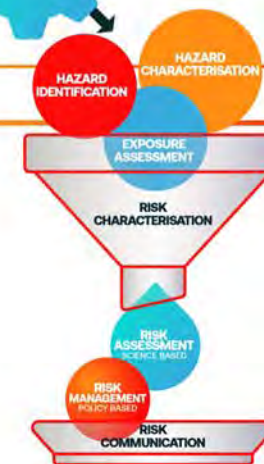 HAZARD
IDENTIFICATION
HAZARD
CHARACTERISATION
EXPOSURE
ASSESSMENT
RISK
CHARACTERISATION
RISK
ASSESSMENT
SCIENCE BASED
RISK
MANAGEMENT
POLICY BASED
RISK
COMMUNICATION